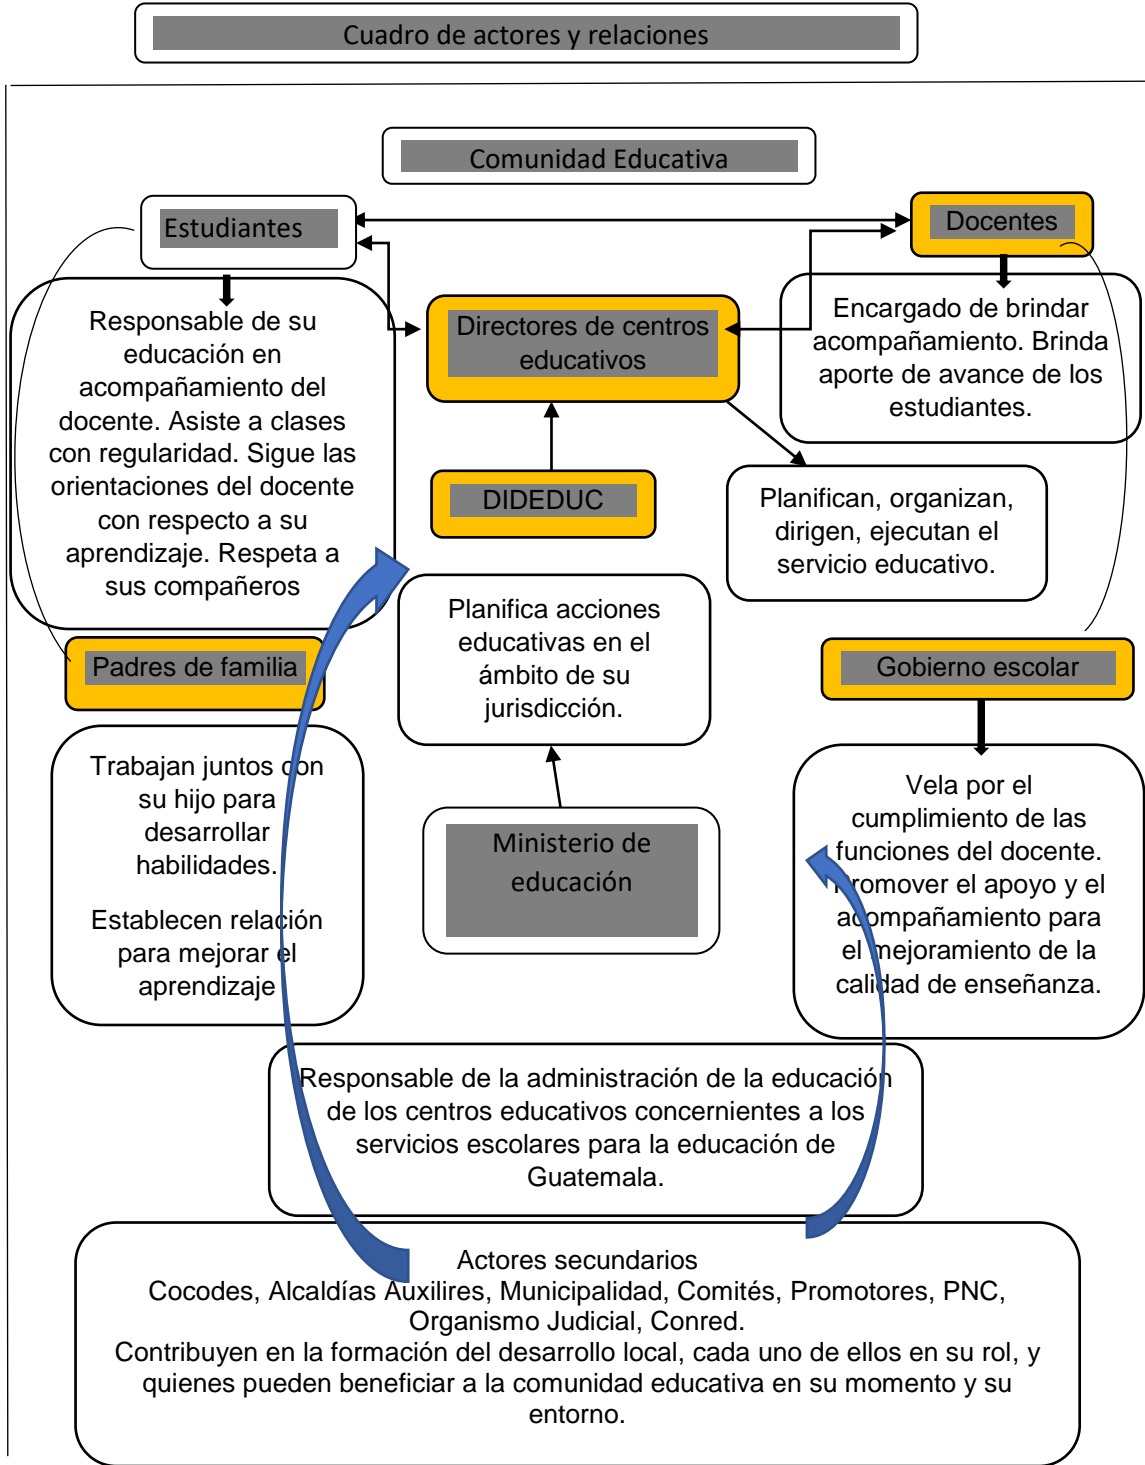 Cuadro de actores y relaciones
Comunidad Educativa
Estudiantes
Docentes
Responsable de su
educación en
acompañamiento del
docente. Asiste a clases
con regularidad. Sigue las
orientaciones del docente
con respecto a su
aprendizaje. Respeta a
sus compañeros
Directores de centros
educativos
Encargado de brindar
acompañamiento. Brinda
aporte de avance de los
estudiantes.
DIDEDUC
Planifican, organizan,
dirigen, ejecutan el
servicio educativo.
Planifica acciones
educativas en el
ámbito de su
jurisdicción.
Padres de familia
Gobierno escolar
Trabajan juntos con
su hijo para
desarrollar
habilidades.
Establecen relación
para mejorar el
aprendizaje
Ministerio de
educación
Vela por el
cumplimiento de las
funciones del docente.
Promover el apoyo y el
acompañamiento para
el mejoramiento de la
calidad de enseñanza.
Responsable de la administración de la educación
de los centros educativos concernientes a los
servicios escolares para la educación de
Guatemala.
Actores secundarios
Cocodes, Alcaldías Auxilires, Municipalidad, Comités, Promotores, PNC,
Organismo Judicial, Conred.
Contribuyen en la formación del desarrollo local, cada uno de ellos en su rol, y
quienes pueden beneficiar a la comunidad educativa en su momento y su
entorno.